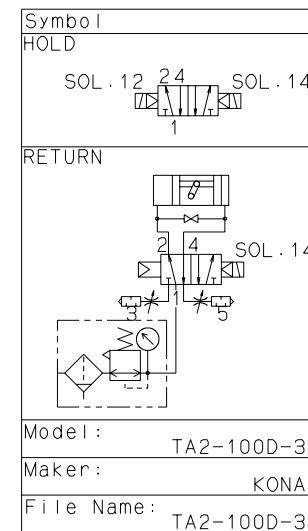 Symbol
HOLD
SOL.12 24 SOL.14
1
RETURN
2 4 SOL.14
1
3 5
Model:
TA2-100D-3
Maker:
KONA
File Name:
TA2-100D-3